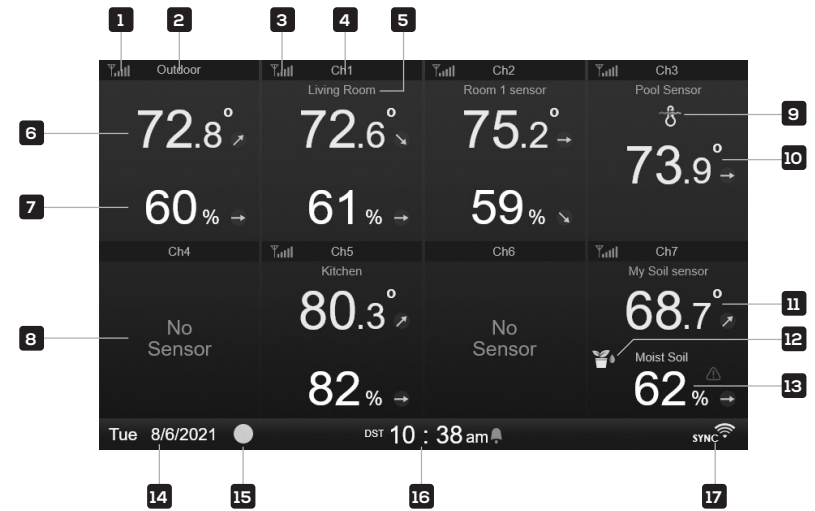 1 2 3 4 5
Outdoor Ch1 Ch2 Ch3
Living Room Room 1 sensor Pool Sensor
9
6 72.8° 72.6° 75.2°
73.9° 10
7 60 % 61 % 59 %
Ch4 Ch5 Ch6 Ch7
Kitchen My Soil sensor
80.3° 68.7° 11
8 No Sensor No Sensor
12
Moist Soil
82 % 62 % 13
Tue 8/6/2021 DST 10 : 38 am SYNC
14 15 16 17